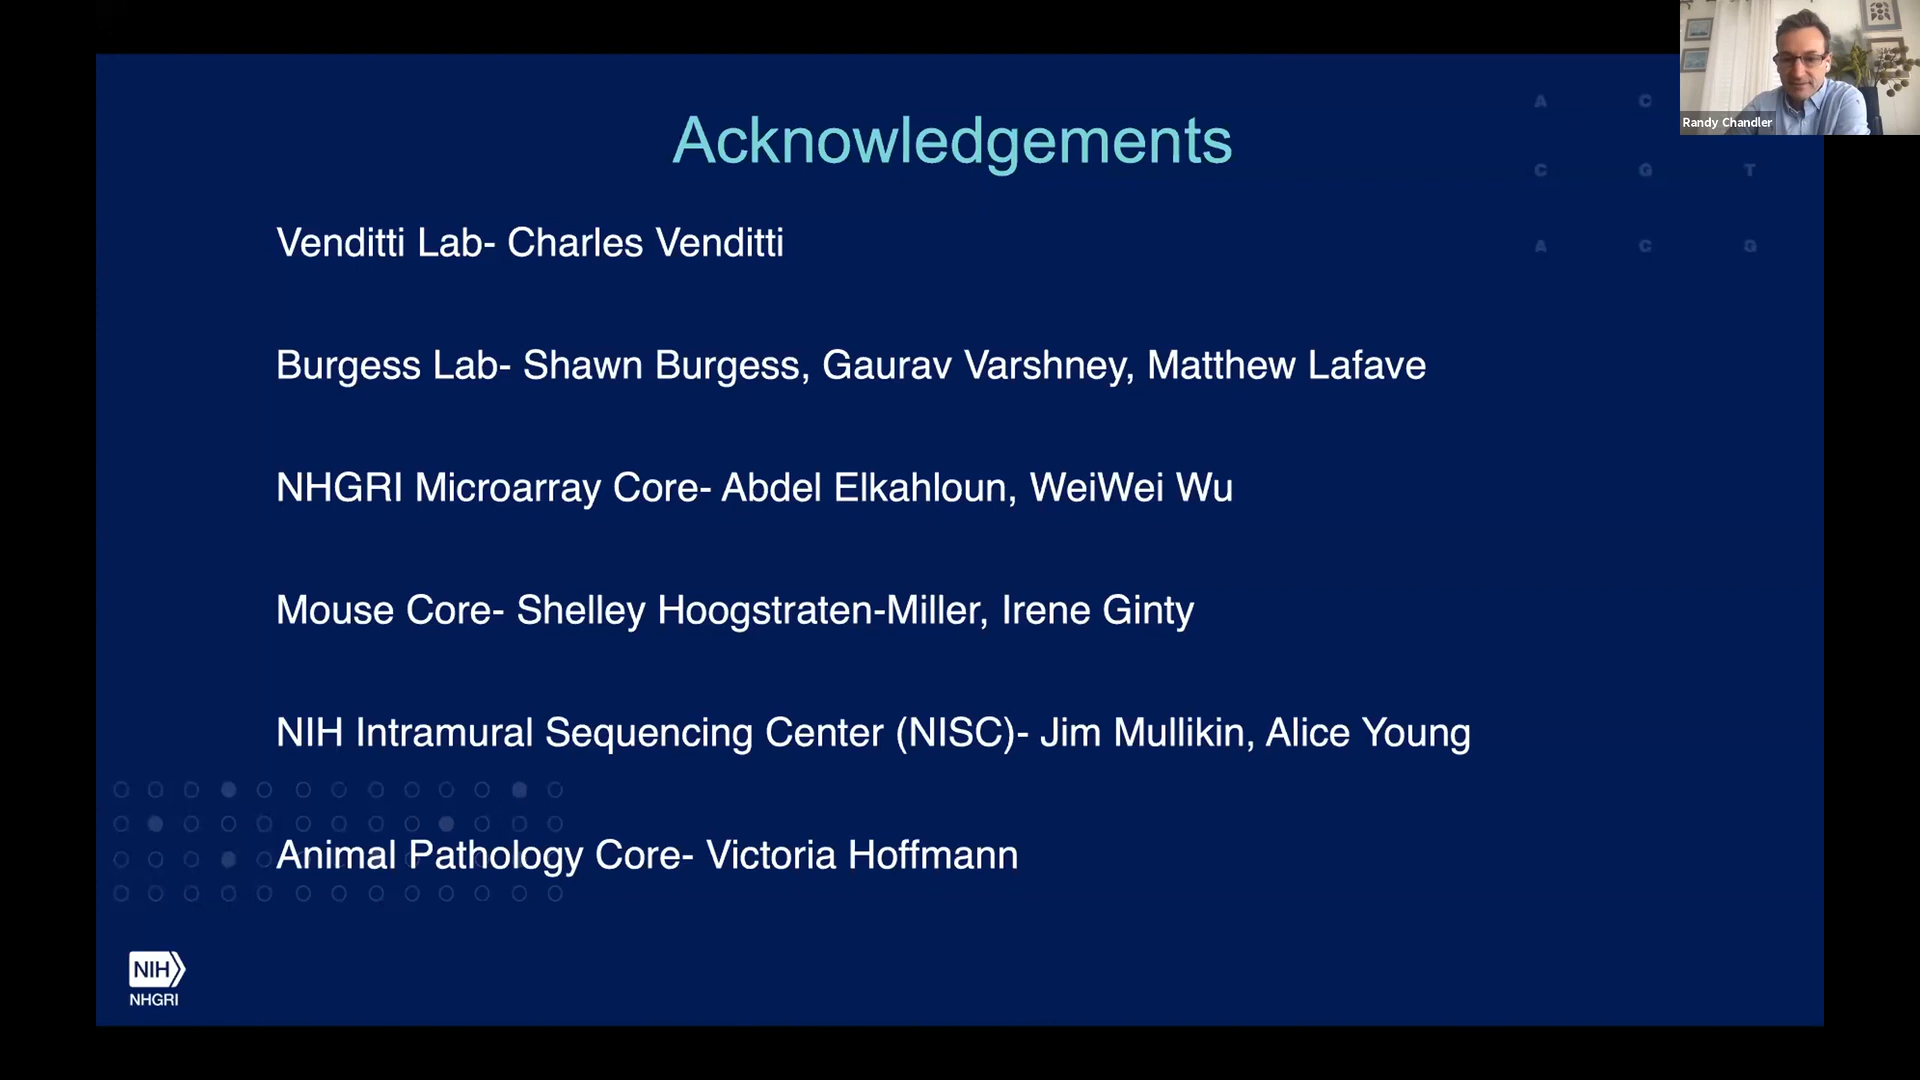 Acknowledgements
Randy Chandler
A C
C G T
A C G
Venditti Lab- Charles Venditti
Burgess Lab- Shawn Burgess, Gaurav Varshney, Matthew Lafave
NHGRI Microarray Core- Abdel Elkahloun, WeiWei Wu
Mouse Core- Shelley Hoogstraten-Miller, Irene Ginty
NIH Intramural Sequencing Center (NISC)- Jim Mullikin, Alice Young
Animal Pathology Core- Victoria Hoffmann
NIH
NHGRI